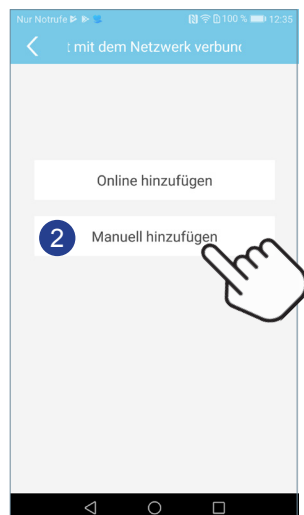 Nur Notrufe 100 % 12:35
mit dem Netzwerk verbun
Online hinzufügen
2 Manuell hinzufügen